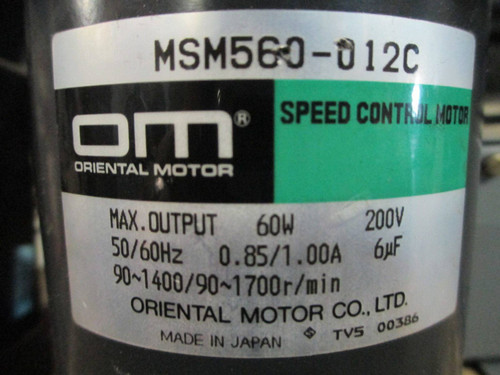 MSM560-012C
om®
ORIENTAL MOTOR
SPEED CONTROL MOTOR
MAX.OUTPUT 60W 200V
50/60Hz 0.85/1.00A 6µF
90~1400/90~1700r/min
ORIENTAL MOTOR CO., LTD.
MADE IN JAPAN S TV5 00386